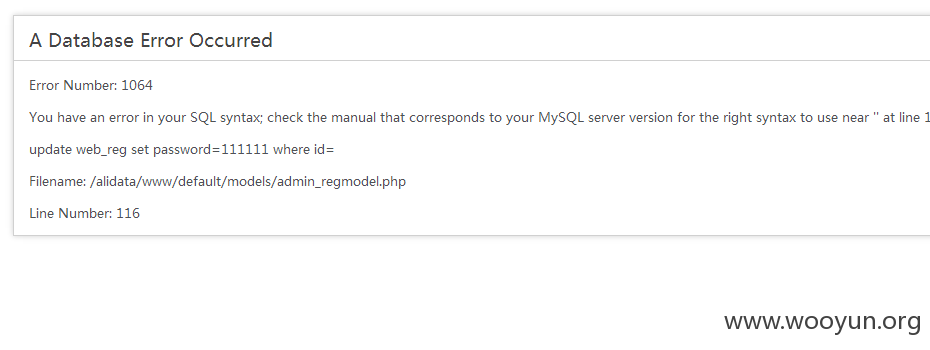 A Database Error Occurred
Error Number: 1064
You have an error in your SQL syntax; check the manual that corresponds to your MySQL server version for the right syntax to use near '' at line 1
update web_reg set password=111111 where id=
Filename: /alidata/www/default/models/admin_regmodel.php
Line Number: 116
www.wooyun.org